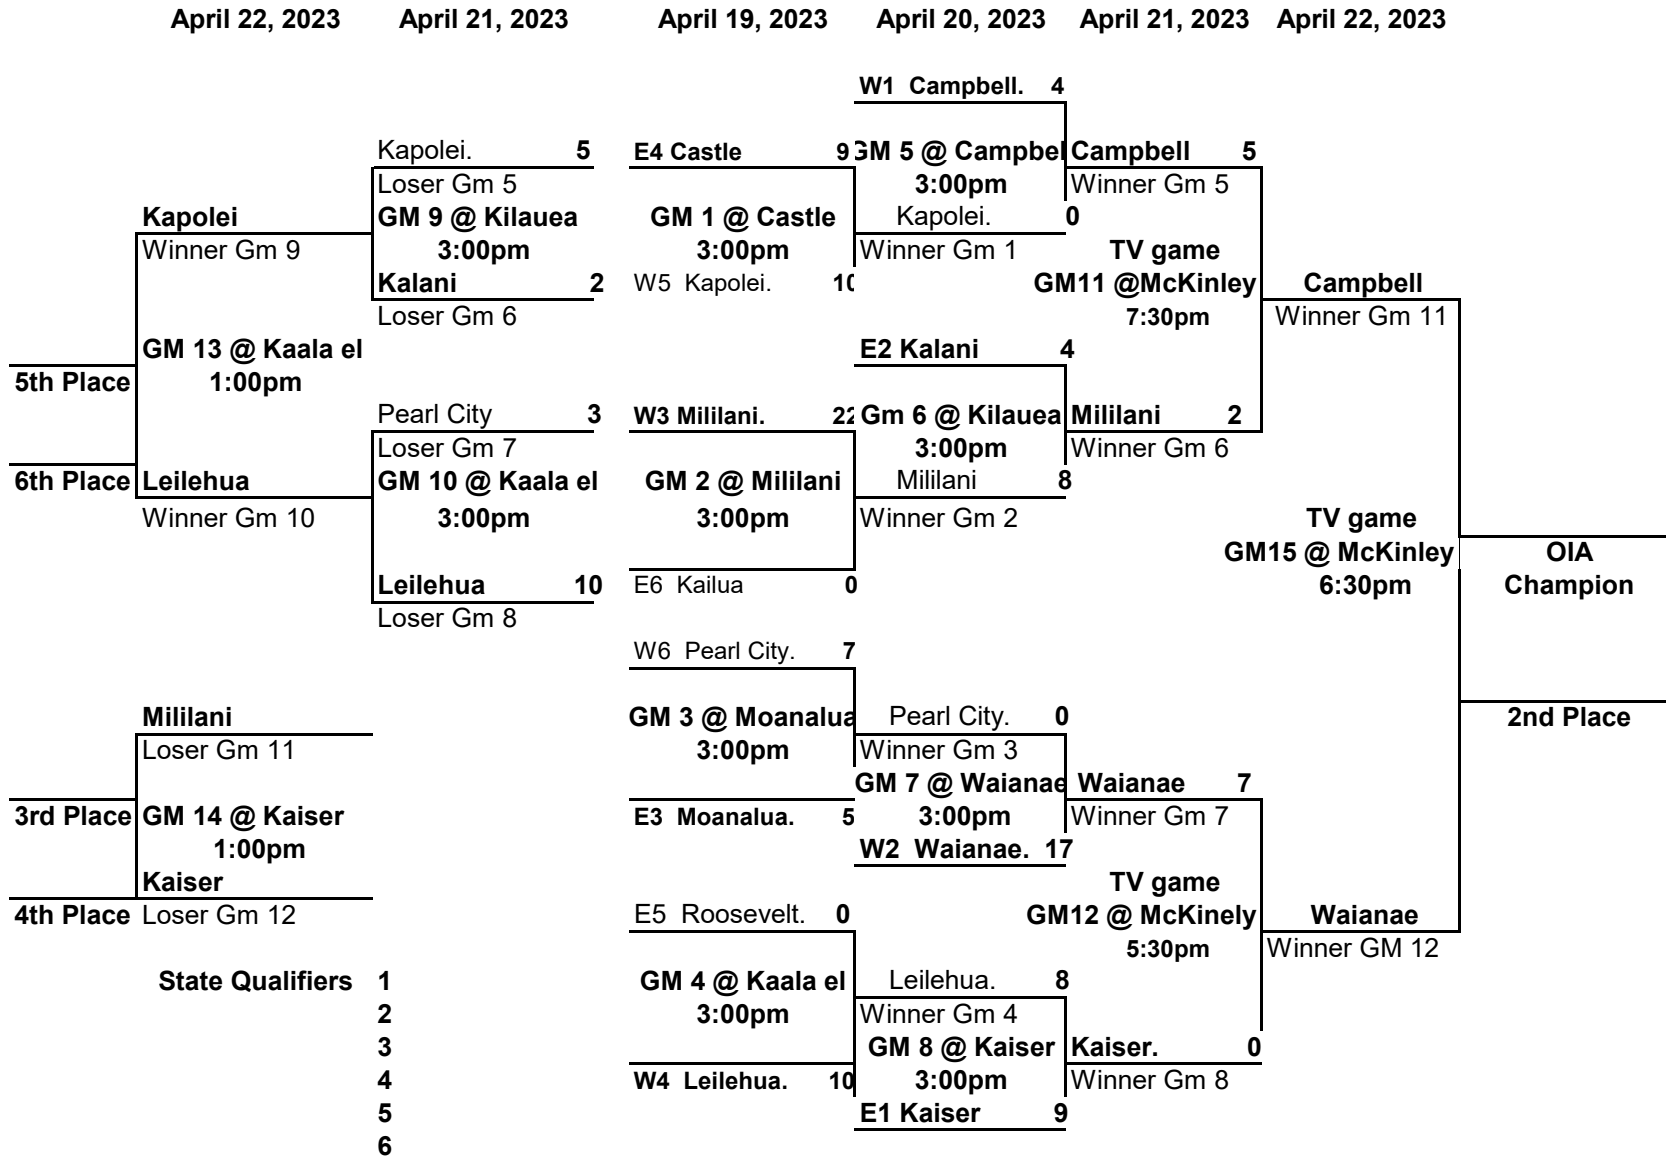 April 22, 2023 April 21, 2023 April 19, 2023 April 20, 2023 April 21, 2023 April 22, 2023
W1 Campbell. 4
Kapolei. 5 E4 Castle 9 GM 5 @ Campbel Campbell 5
Loser Gm 5 3:00pm Winner Gm 5
Kapolei GM 9 @ Kilauea GM 1 @ Castle Kapolei. 0
Winner Gm 9 3:00pm 3:00pm Winner Gm 1 TV game
Kalani 2 W5 Kapolei. 10 GM11 @McKinley Campbell
Loser Gm 6 7:30pm Winner Gm 11
GM 13 @ Kaala el E2 Kalani 4
5th Place 1:00pm
Pearl City 3 W3 Mililani. 22 Gm 6 @ Kilauea Mililani 2
Loser Gm 7 3:00pm Winner Gm 6
6th Place Leilehua GM 10 @ Kaala el GM 2 @ Mililani Mililani 8
Winner Gm 10 3:00pm 3:00pm Winner Gm 2 TV game
GM15 @ McKinley OIA
Leilehua 10 E6 Kailua 0 6:30pm Champion
Loser Gm 8
W6 Pearl City. 7
Mililani GM 3 @ Moanalua Pearl City. 0 2nd Place
Loser Gm 11 3:00pm Winner Gm 3
GM 7 @ Waianae Waianae 7
3rd Place GM 14 @ Kaiser E3 Moanalua. 5 3:00pm Winner Gm 7
1:00pm W2 Waianae. 17
Kaiser TV game
4th Place Loser Gm 12 E5 Roosevelt. 0 GM12 @ McKinely Waianae
5:30pm Winner GM 12
State Qualifiers 1 GM 4 @ Kaala el Leilehua. 8
2 3:00pm Winner Gm 4
3 GM 8 @ Kaiser Kaiser. 0
4 W4 Leilehua. 10 3:00pm Winner Gm 8
5 E1 Kaiser 9
6